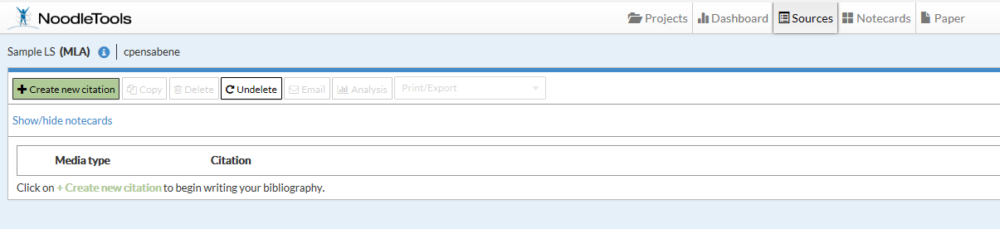 NoodleTools Projects Dashboard Sources Notecards Paper
Sample LS (MLA) cpensabene
Create new citation Copy Delete Undelete Email Analysis Print/Export
Show/hide notecards
Media type Citation
Click on + Create new citation to begin writing your bibliography.